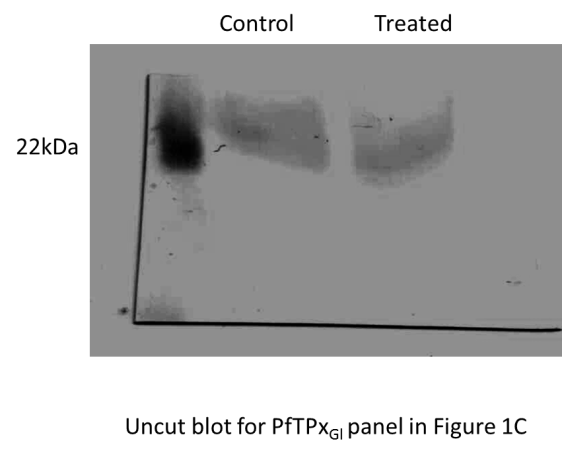 Control Treated
22kDa
Uncut blot for PfTPxGl panel in Figure 1C